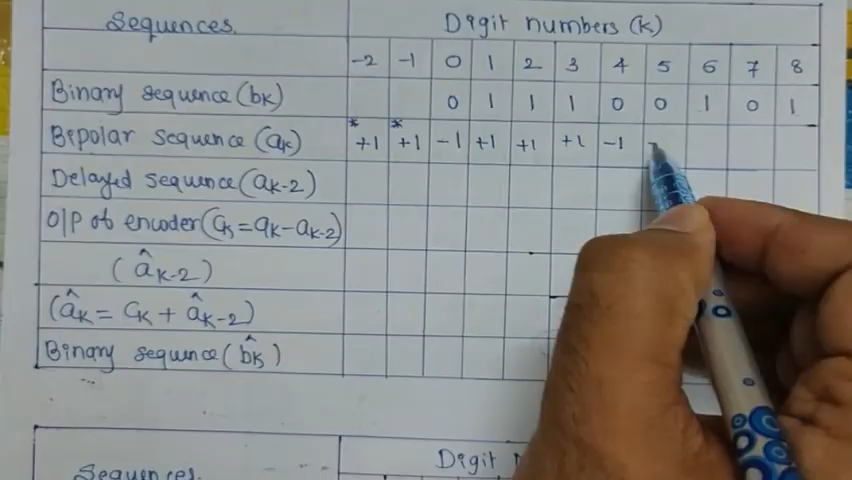 Sequences Digit numbers (k)
-2 -1 0 1 2 3 4 5 6 7 8
Binary sequence (bK) 0 1 1 1 0 0 1 0 1
Bipolar sequence (aK) *+1 *+1 -1 +1 +1 +1 -1 -
Delayed sequence (aK-2)
O/P of encoder (CK = aK - aK-2)
(âK-2)
(âK = CK + âK-2)
Binary sequence (b̂K)
Sequences Digit